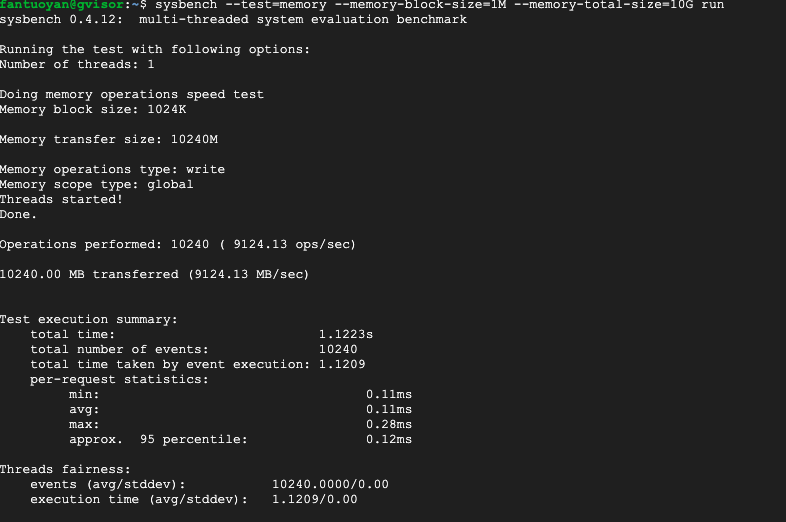 fantuoyan@gvisor:~$ sysbench --test=memory --memory-block-size=1M --memory-total-size=10G run
sysbench 0.4.12:  multi-threaded system evaluation benchmark
Running the test with following options:
Number of threads: 1
Doing memory operations speed test
Memory block size: 1024K
Memory transfer size: 10240M
Memory operations type: write
Memory scope type: global
Threads started!
Done.
Operations performed: 10240 ( 9124.13 ops/sec)
10240.00 MB transferred (9124.13 MB/sec)
Test execution summary:
total time: 1.1223s
total number of events: 10240
total time taken by event execution: 1.1209
per-request statistics:
min: 0.11ms
avg: 0.11ms
max: 0.28ms
approx.  95 percentile: 0.12ms
Threads fairness:
events (avg/stddev): 10240.0000/0.00
execution time (avg/stddev): 1.1209/0.00